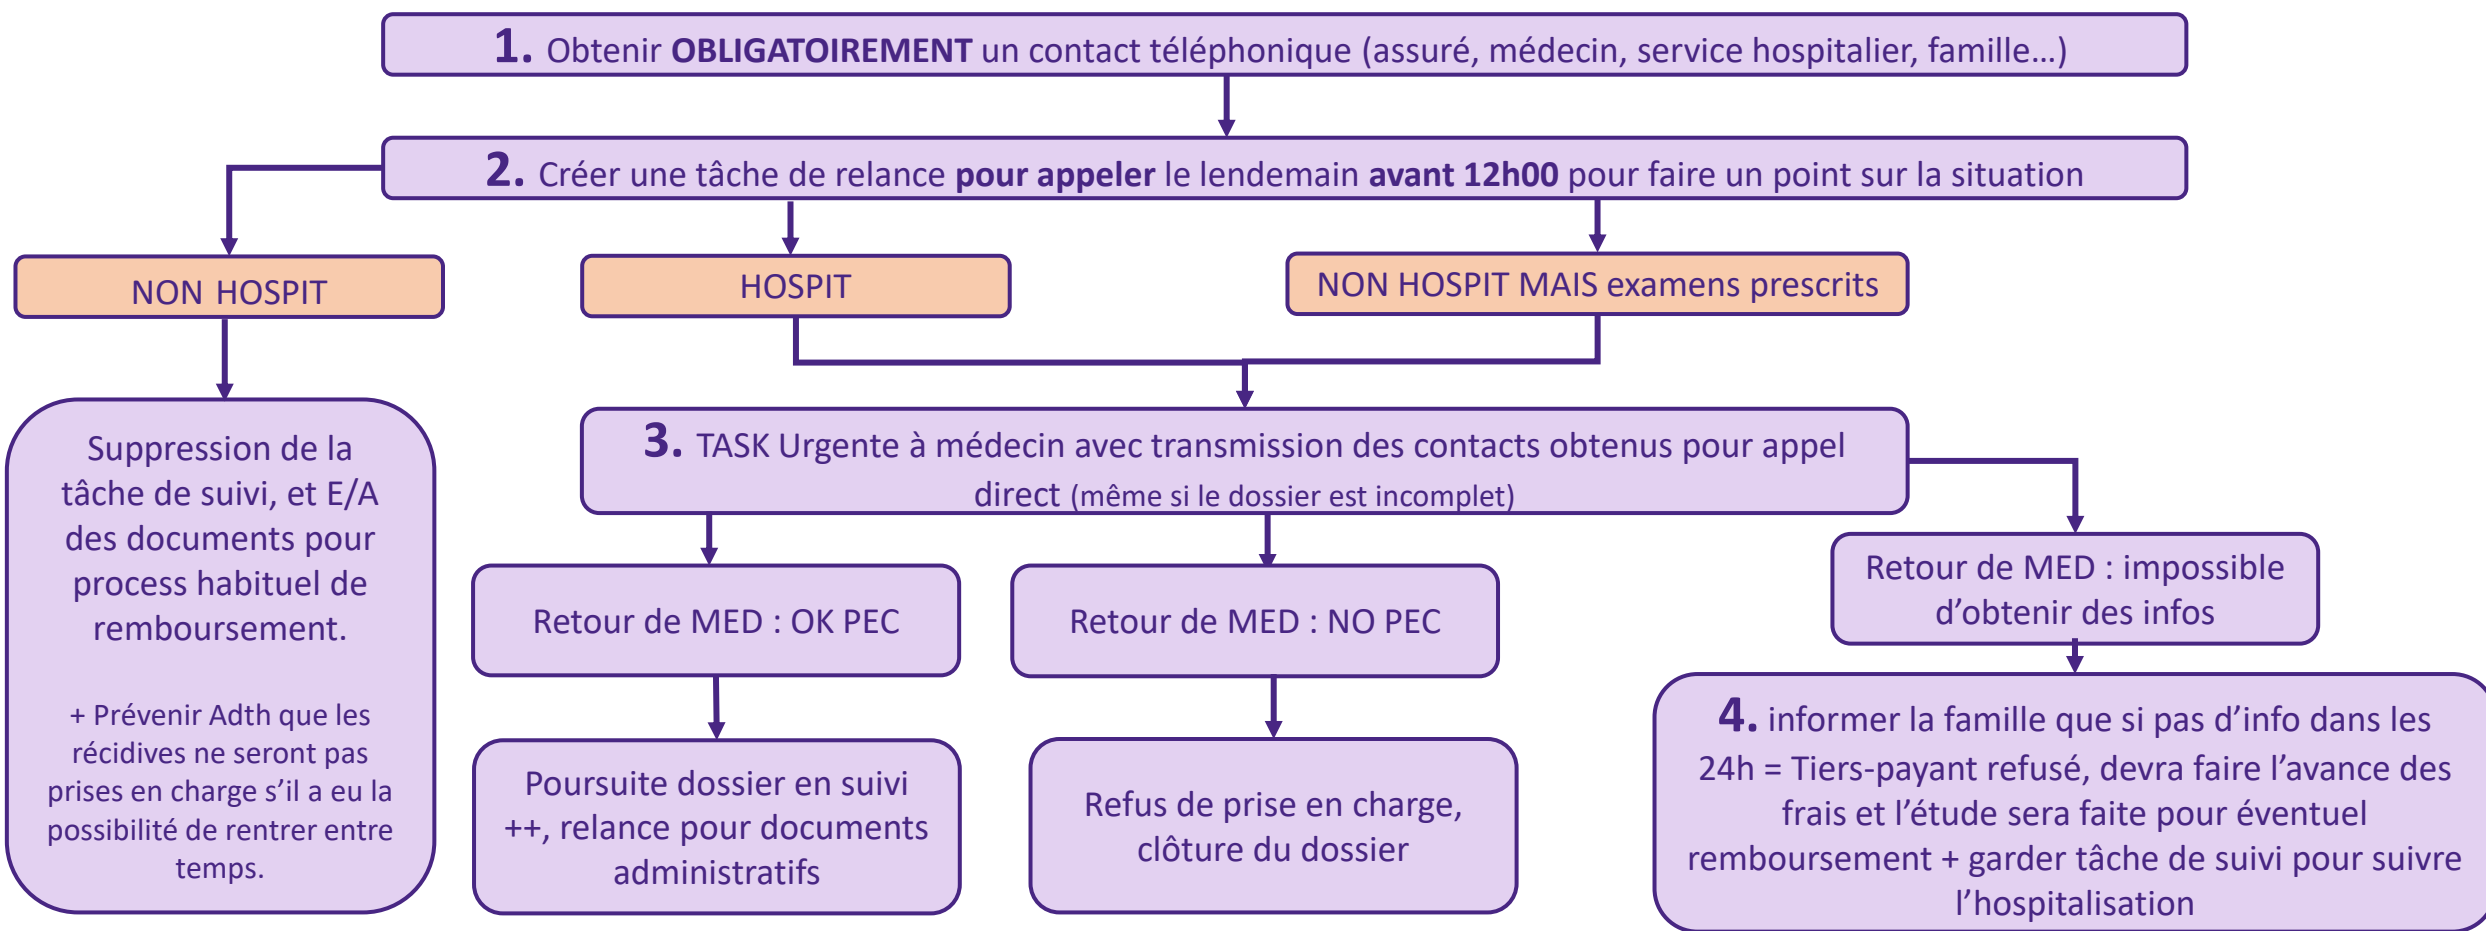 1. Obtenir OBLIGATOIREMENT un contact téléphonique (assuré, médecin, service hospitalier, famille…)
2. Créer une tâche de relance pour appeler le lendemain avant 12h00 pour faire un point sur la situation
NON HOSPIT
HOSPIT
NON HOSPIT MAIS examens prescrits
Suppression de la
tâche de suivi, et E/A
des documents pour
process habituel de
remboursement.
+ Prévenir Adth que les
récidives ne seront pas
prises en charge s’il a eu la
possibilité de rentrer entre
temps.
3. TASK Urgente à médecin avec transmission des contacts obtenus pour appel
direct (même si le dossier est incomplet)
Retour de MED : OK PEC
Retour de MED : NO PEC
Retour de MED : impossible
d’obtenir des infos
Poursuite dossier en suivi
++, relance pour documents
administratifs
Refus de prise en charge,
clôture du dossier
4. informer la famille que si pas d’info dans les
24h = Tiers-payant refusé, devra faire l’avance des
frais et l’étude sera faite pour éventuel
remboursement + garder tâche de suivi pour suivre
l’hospitalisation